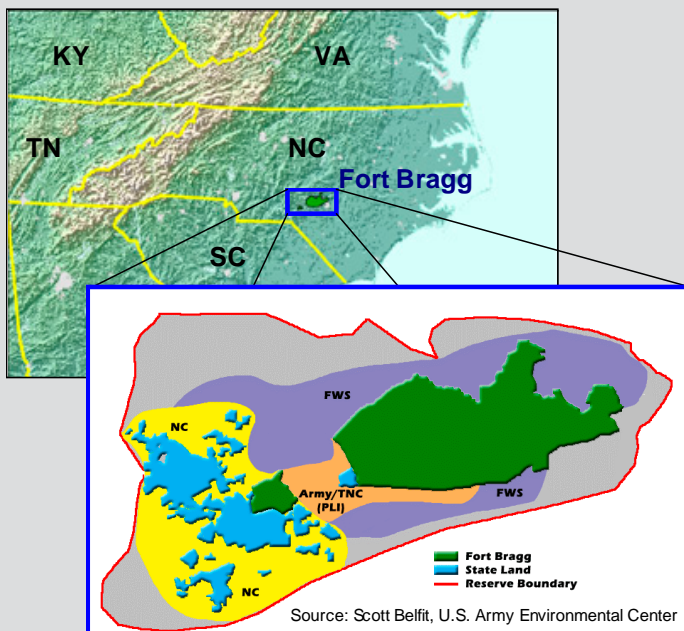 KY
VA
TN
NC
Fort Bragg
SC
FWS
NC
Army/TNC
(PLI)
FWS
NC
Fort Bragg
State Land
Reserve Boundary
Source: Scott Belfit, U.S. Army Environmental Center